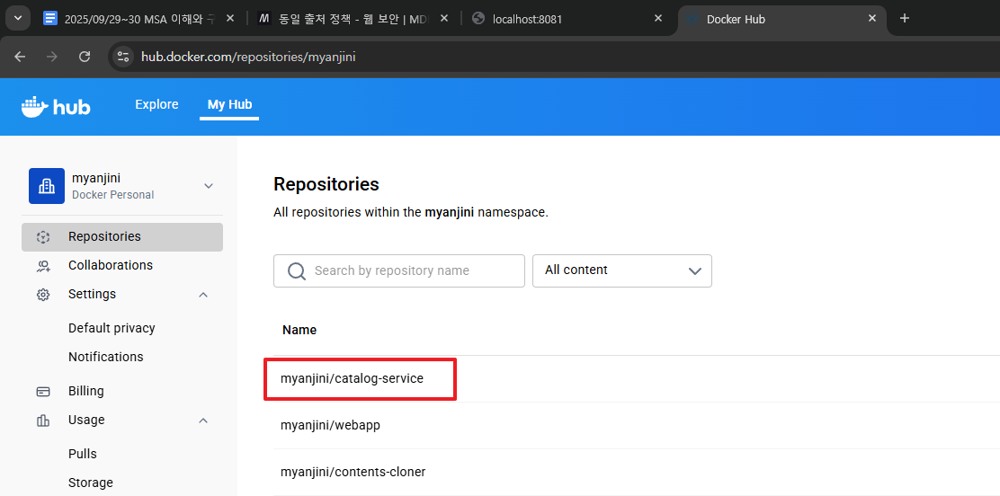 2025/09/29~30 MSA 이해와 구
동일 출처 정책 - 웹 보안 | MD
localhost:8081
Docker Hub
hub.docker.com/repositories/myanjini
hub
Explore
My Hub
myanjini
Docker Personal
Repositories
Collaborations
Settings
Default privacy
Notifications
Billing
Usage
Pulls
Storage
Repositories
All repositories within the myanjini namespace.
Search by repository name
All content
Name
myanjini/catalog-service
myanjini/webapp
myanjini/contents-cloner